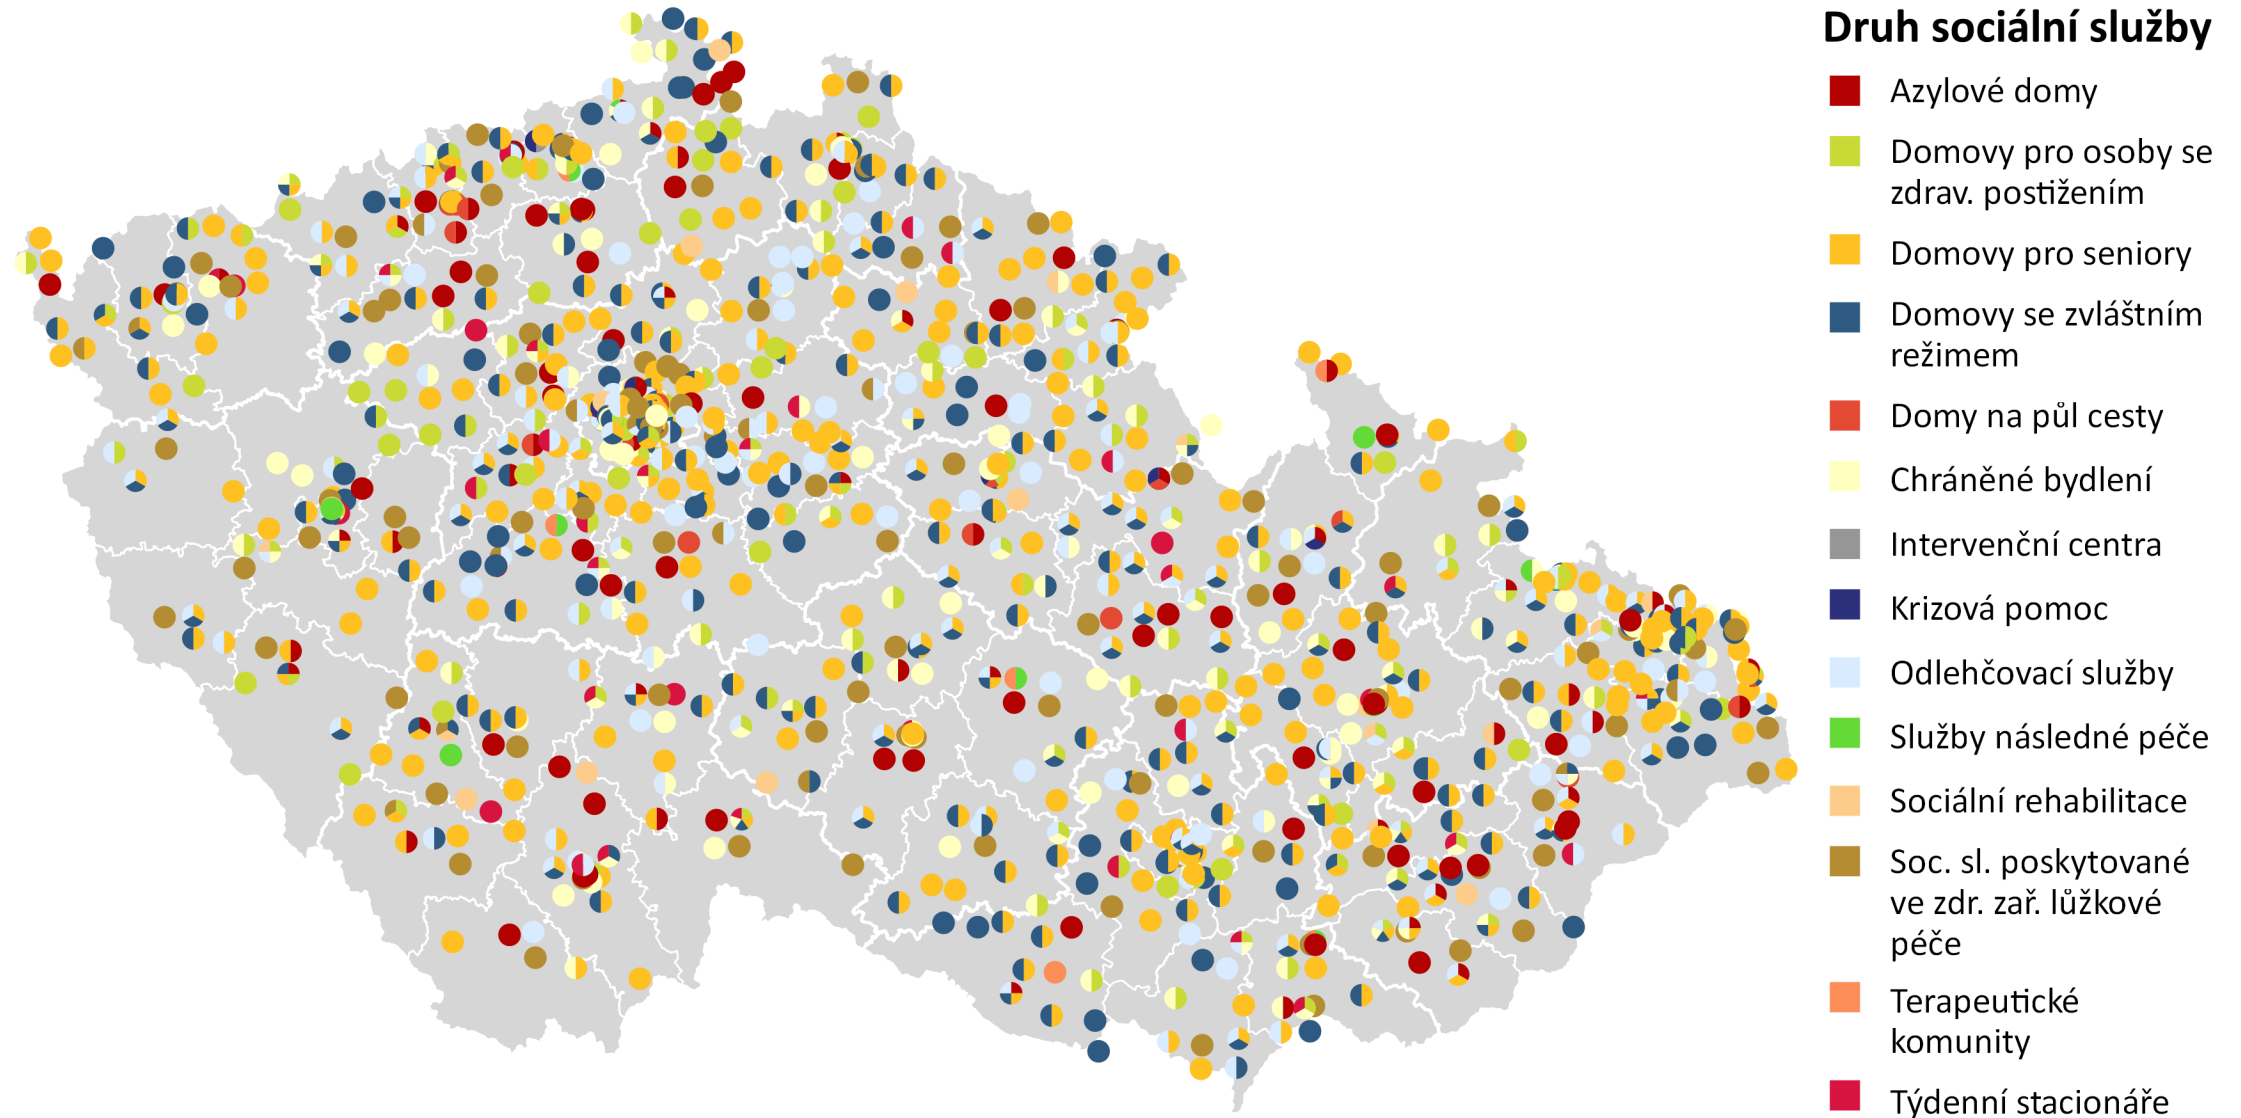 Druh sociální služby
Azylové domy
Domovy pro osoby se
zdrav. postižením
Domovy pro seniory
Domovy se zvláštním
režimem
Domy na půl cesty
Chráněné bydlení
Intervenční centra
Krizová pomoc
Odlehčovací služby
Služby následné péče
Sociální rehabilitace
Soc. sl. poskytované
ve zdr. zař. lůžkové
péče
Terapeutické
komunity
Týdenní stacionáře